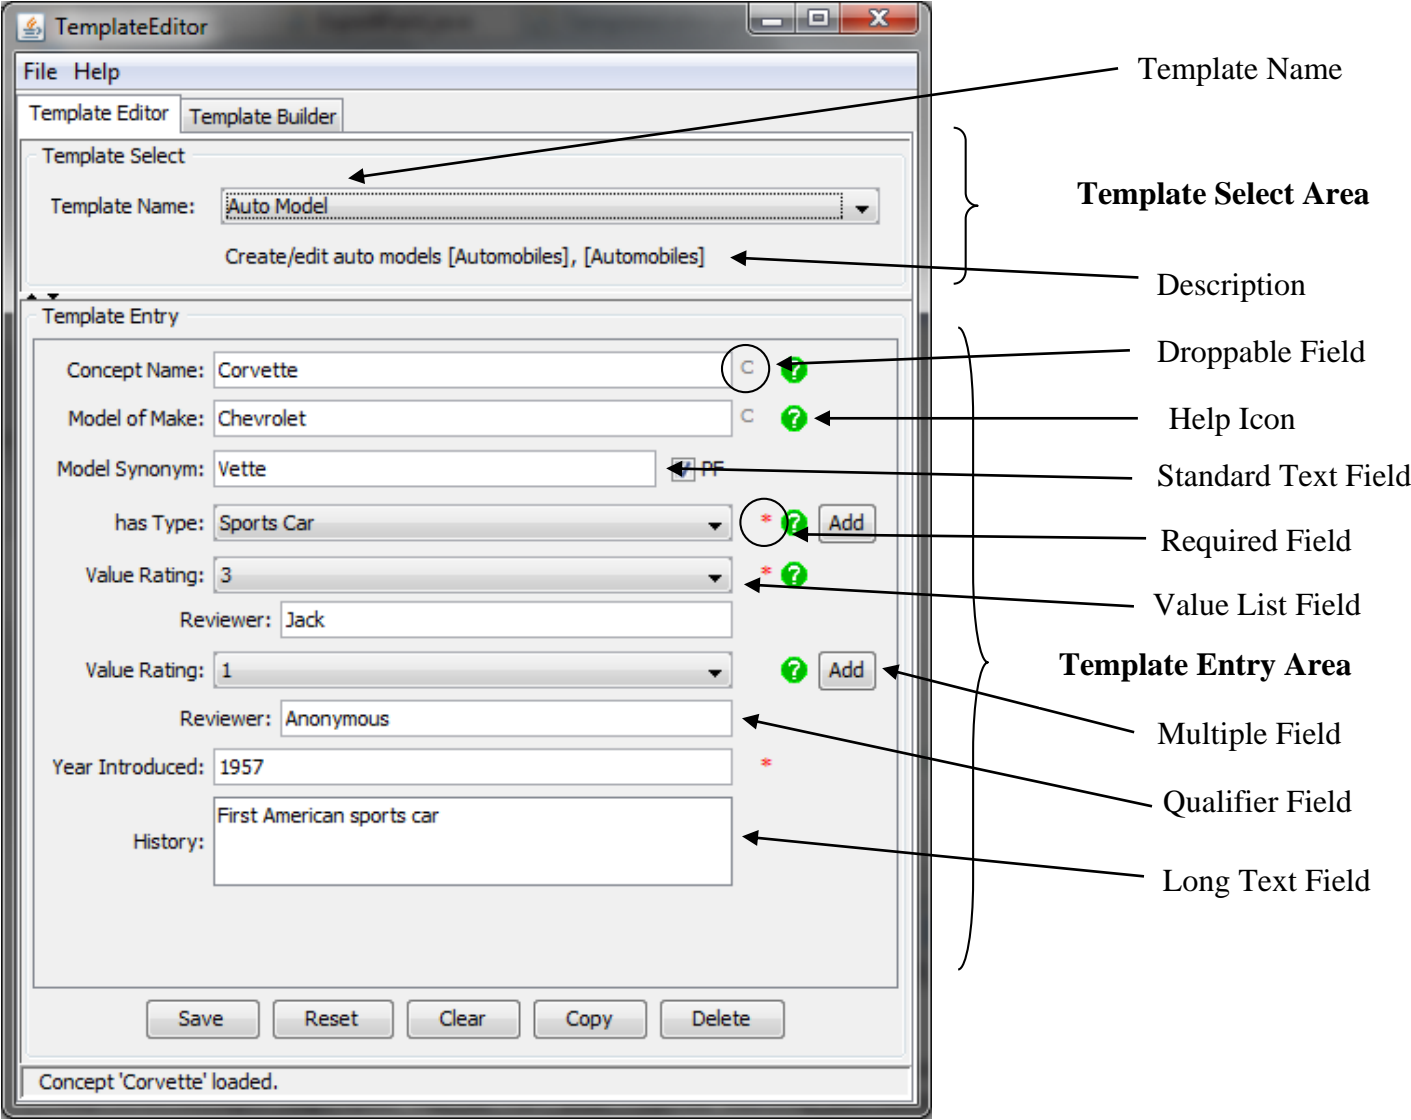 TemplateEditor
File Help
Template Name
Template Editor Template Builder
Template Select
Template Select Area
Template Name: Auto Model
Create/edit auto models [Automobiles], [Automobiles]
Description
Template Entry
Droppable Field
Concept Name: Corvette C ?
Model of Make: Chevrolet C ?
Help Icon
Model Synonym: Vette PF
Standard Text Field
has Type: Sports Car * ? Add
Required Field
Value Rating: 3 * ?
Value List Field
Reviewer: Jack
Value Rating: 1 ? Add
Template Entry Area
Reviewer: Anonymous
Multiple Field
Year Introduced: 1957 *
Qualifier Field
First American sports car
History:
Long Text Field
Save Reset Clear Copy Delete
Concept 'Corvette' loaded.